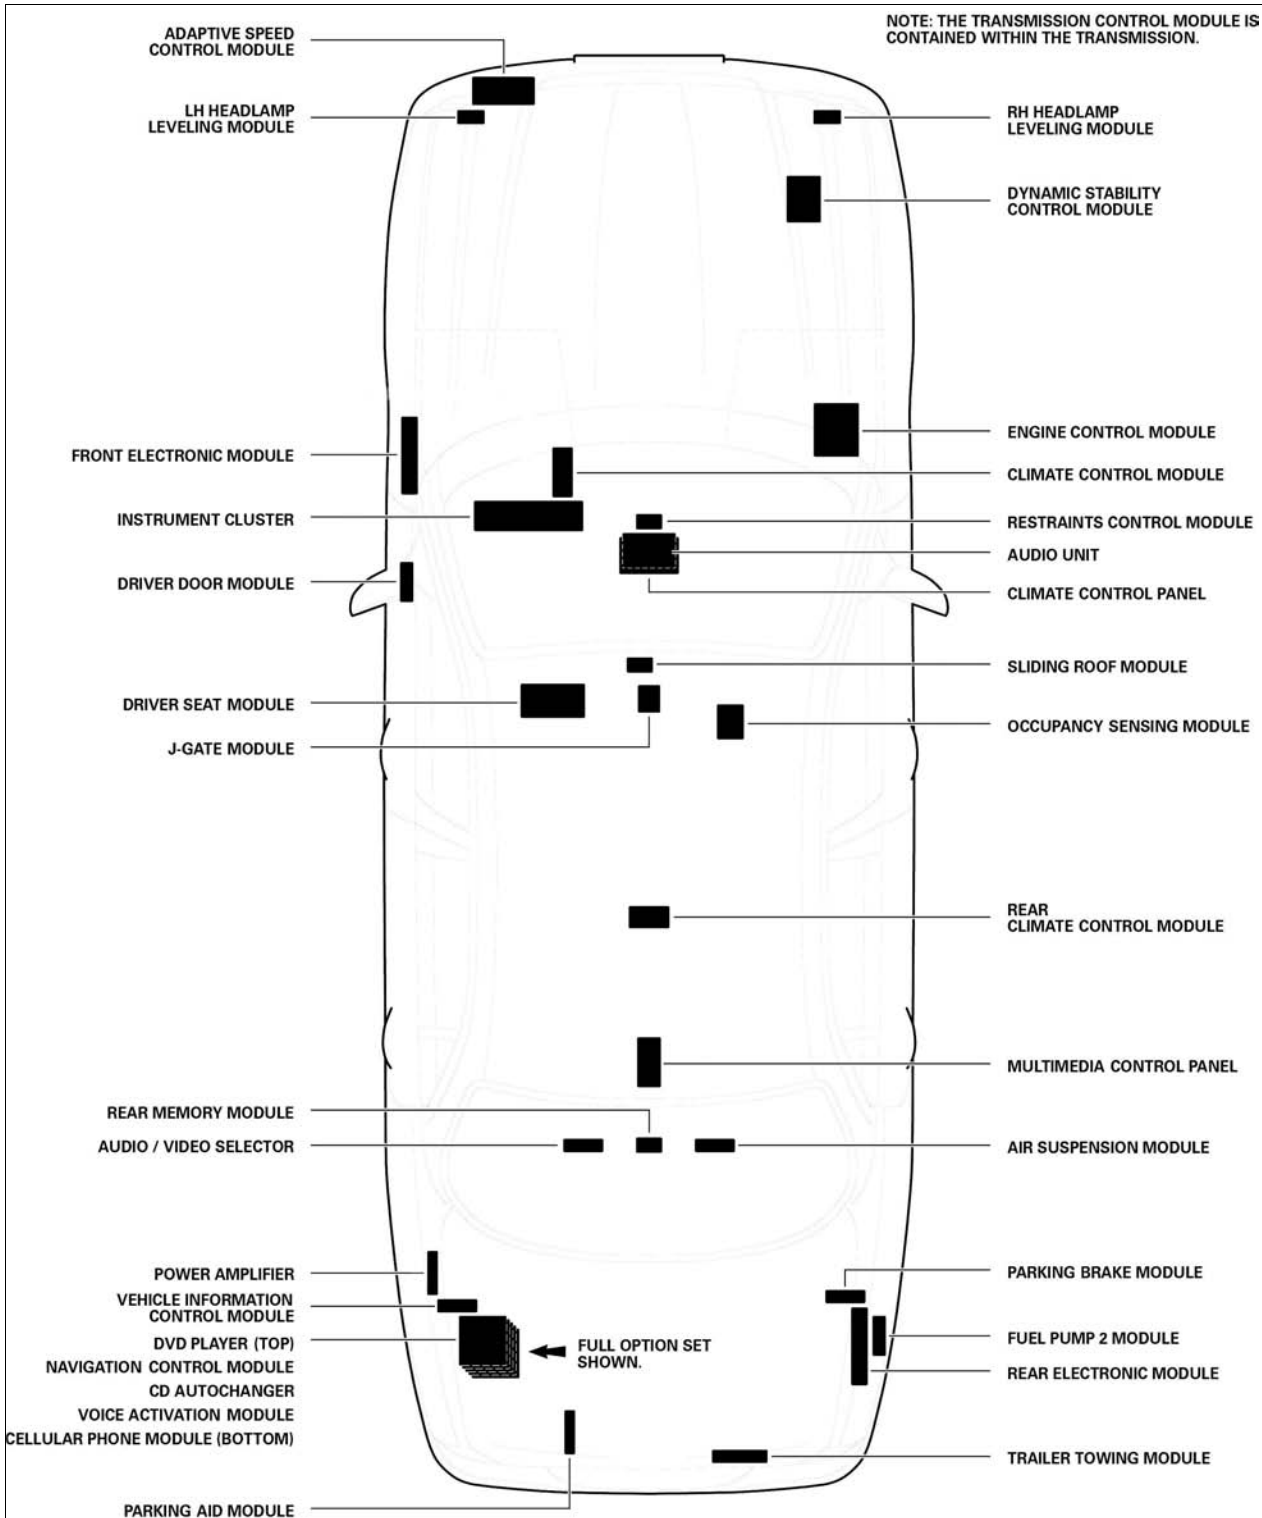 ADAPTIVE SPEED
CONTROL MODULE
NOTE: THE TRANSMISSION CONTROL MODULE IS
CONTAINED WITHIN THE TRANSMISSION.
LH HEADLAMP
LEVELING MODULE
RH HEADLAMP
LEVELING MODULE
DYNAMIC STABILITY
CONTROL MODULE
ENGINE CONTROL MODULE
FRONT ELECTRONIC MODULE
CLIMATE CONTROL MODULE
INSTRUMENT CLUSTER
RESTRAINTS CONTROL MODULE
AUDIO UNIT
DRIVER DOOR MODULE
CLIMATE CONTROL PANEL
SLIDING ROOF MODULE
DRIVER SEAT MODULE
OCCUPANCY SENSING MODULE
J-GATE MODULE
REAR
CLIMATE CONTROL MODULE
MULTIMEDIA CONTROL PANEL
REAR MEMORY MODULE
AUDIO / VIDEO SELECTOR
AIR SUSPENSION MODULE
POWER AMPLIFIER
PARKING BRAKE MODULE
VEHICLE INFORMATION
CONTROL MODULE
DVD PLAYER (TOP)
FULL OPTION SET
SHOWN.
FUEL PUMP 2 MODULE
NAVIGATION CONTROL MODULE
REAR ELECTRONIC MODULE
CD AUTOCHANGER
VOICE ACTIVATION MODULE
CELLULAR PHONE MODULE (BOTTOM)
TRAILER TOWING MODULE
PARKING AID MODULE